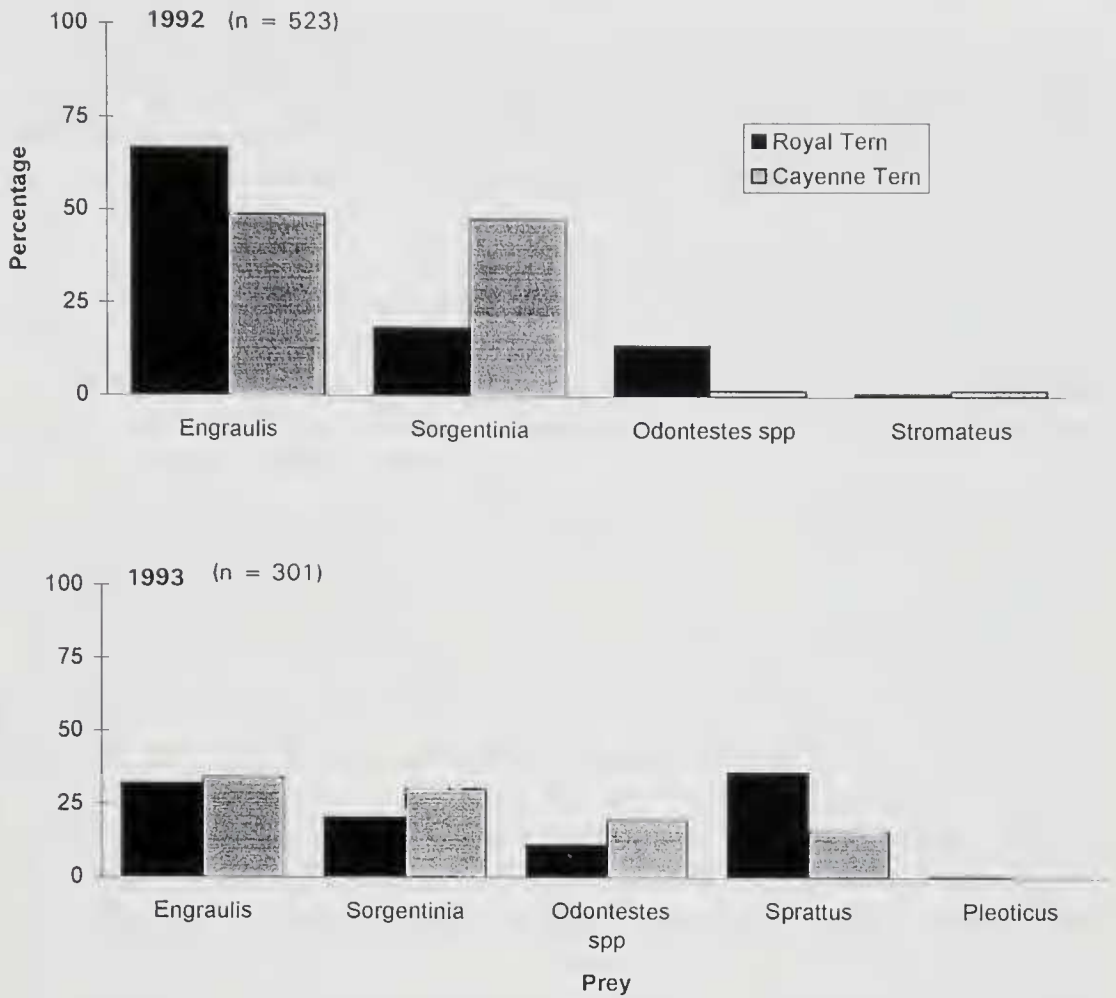 1992 (n = 523)
100
75
50
25
0
Percentage
Royal Tern
Cayenne Tern
Engraulis
Sorgentinia
Odontestes spp
Stromateus
1993 (n = 301)
100
75
50
25
0
Engraulis
Sorgentinia
Odontestes
spp
Sprattus
Pleoticus
Prey